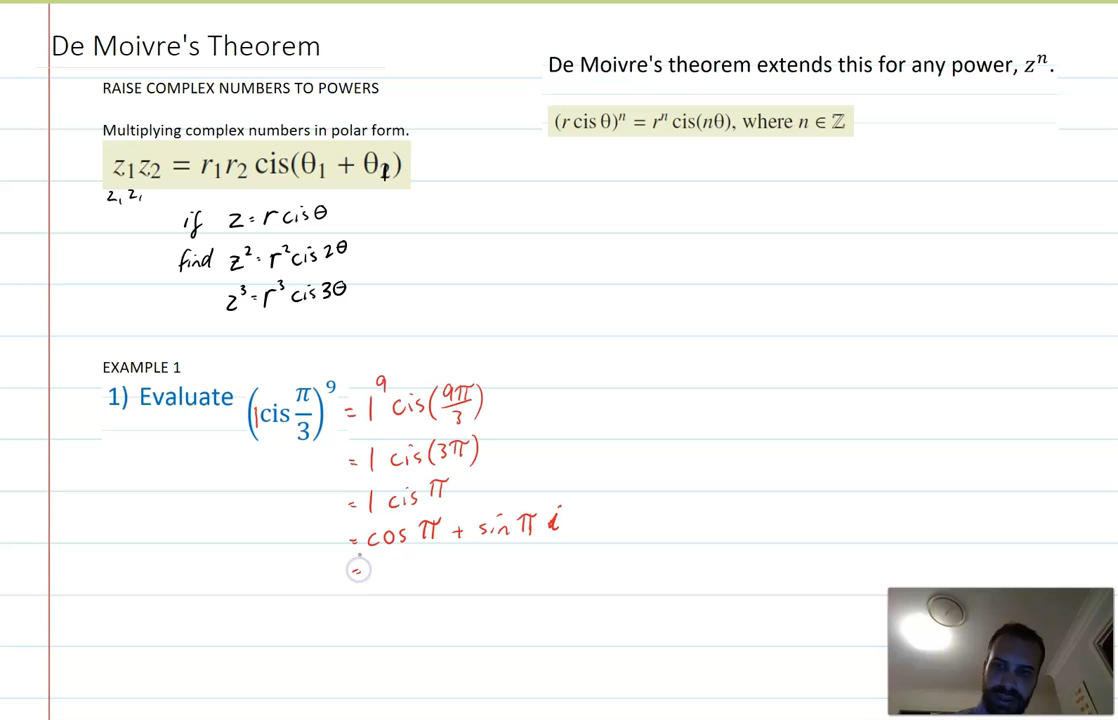 De Moivre's Theorem
RAISE COMPLEX NUMBERS TO POWERS
Multiplying complex numbers in polar form.
z₁z₂ = r₁r₂ cis(θ₁ + θ₁)
z₁ z₁
if z = r cis θ
find z² = r² cis 2θ
z³ = r³ cis 3θ
De Moivre's theorem extends this for any power, zⁿ.
(r cis θ)ⁿ = rⁿ cis(nθ), where n ∈ ℤ
EXAMPLE 1
1) Evaluate (1cis π/3)⁹ = 1⁹ cis(9π/3)
= 1 cis(3π)
= 1 cis π
= cos π + sin π i
=